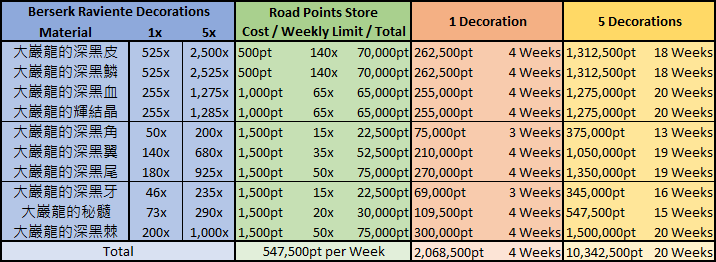 Berserk Raviente Decorations Road Points Store 1 Decoration 5 Decorations
Material 1x 5x Cost / Weekly Limit / Total
大巖龍的深黑皮 525x 2,500x 500pt 140x 70,000pt 262,500pt 4 Weeks 1,312,500pt 18 Weeks
大巖龍的深黑鱗 525x 2,525x 500pt 140x 70,000pt 262,500pt 4 Weeks 1,312,500pt 18 Weeks
大巖龍的深黑血 255x 1,275x 1,000pt 65x 65,000pt 255,000pt 4 Weeks 1,275,000pt 20 Weeks
大巖龍的輝結晶 255x 1,285x 1,000pt 65x 65,000pt 255,000pt 4 Weeks 1,275,000pt 20 Weeks
大巖龍的深黑角 50x 200x 1,500pt 15x 22,500pt 75,000pt 3 Weeks 375,000pt 13 Weeks
大巖龍的深黑翼 140x 680x 1,500pt 35x 52,500pt 210,000pt 4 Weeks 1,050,000pt 19 Weeks
大巖龍的深黑尾 180x 925x 1,500pt 50x 75,000pt 270,000pt 4 Weeks 1,350,000pt 19 Weeks
大巖龍的深黑牙 46x 235x 1,500pt 15x 22,500pt 69,000pt 3 Weeks 345,000pt 16 Weeks
大巖龍的秘髓 73x 290x 1,500pt 20x 30,000pt 109,500pt 4 Weeks 547,500pt 15 Weeks
大巖龍的深黑棘 200x 1,000x 1,500pt 50x 75,000pt 300,000pt 4 Weeks 1,500,000pt 20 Weeks
Total 547,500pt per Week 2,068,500pt 4 Weeks 10,342,500pt 20 Weeks